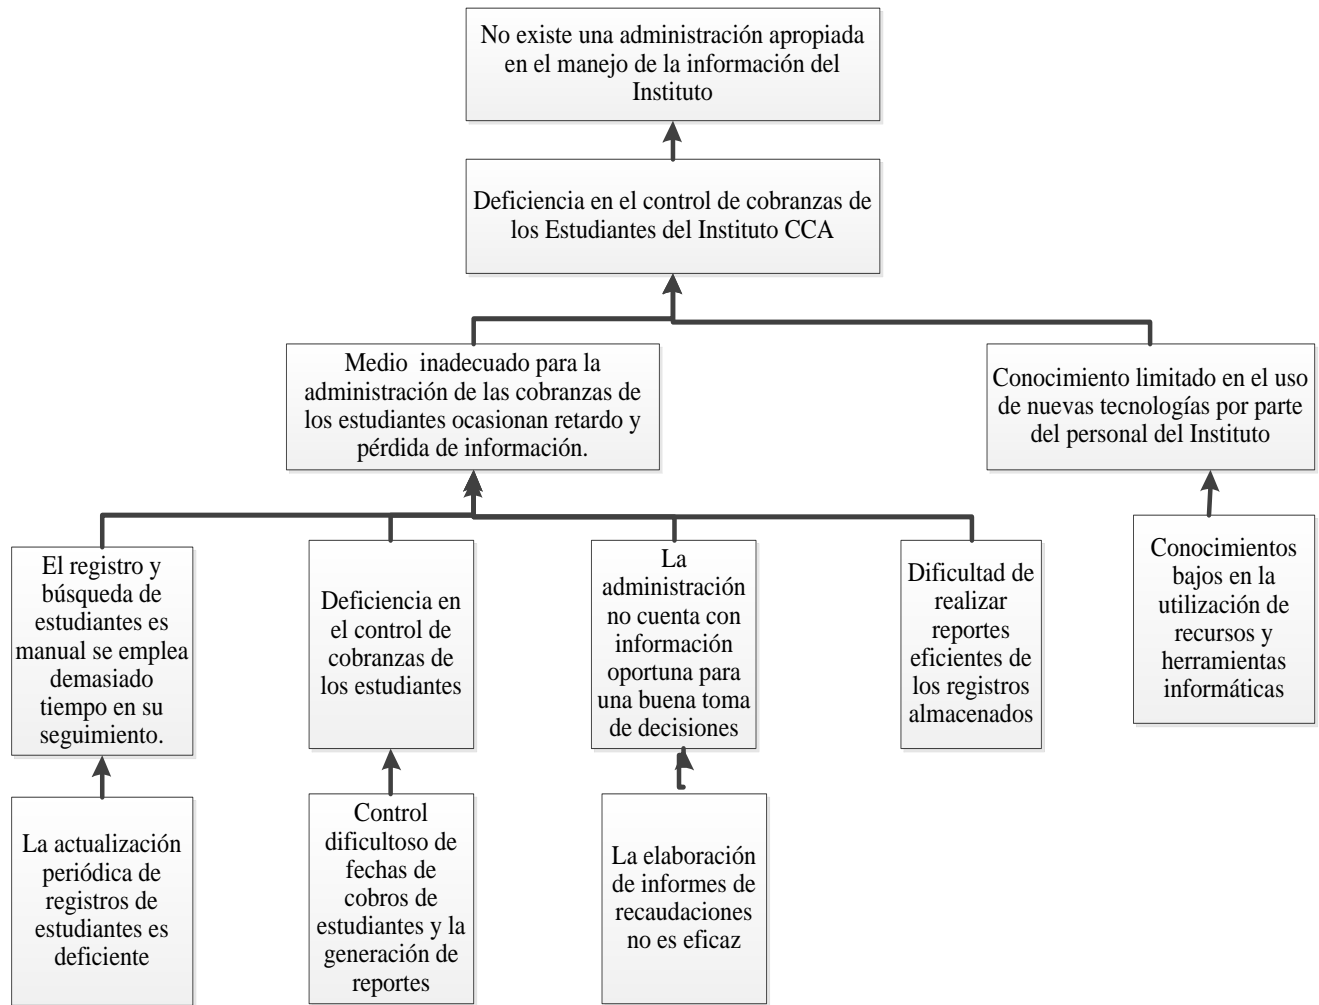 No existe una administración apropiada
en el manejo de la información del
Instituto
Deficiencia en el control de cobranzas de
los Estudiantes del Instituto CCA
Medio  inadecuado para la
administración de las cobranzas de
los estudiantes ocasionan retardo y
pérdida de información.
Conocimiento limitado en el uso
de nuevas tecnologías por parte
del personal del Instituto
El registro y
búsqueda de
estudiantes es
manual se emplea
demasiado
tiempo en su
seguimiento.
Deficiencia en
el control de
cobranzas de
los estudiantes
La
administración
no cuenta con
información
oportuna para
una buena toma
de decisiones
Dificultad de
realizar
reportes
eficientes de
los registros
almacenados
Conocimientos
bajos en la
utilización de
recursos y
herramientas
informáticas
La actualización
periódica de
registros de
estudiantes es
deficiente
Control
dificultoso de
fechas de
cobros de
estudiantes y la
generación de
reportes
La elaboración
de informes de
recaudaciones
no es eficaz